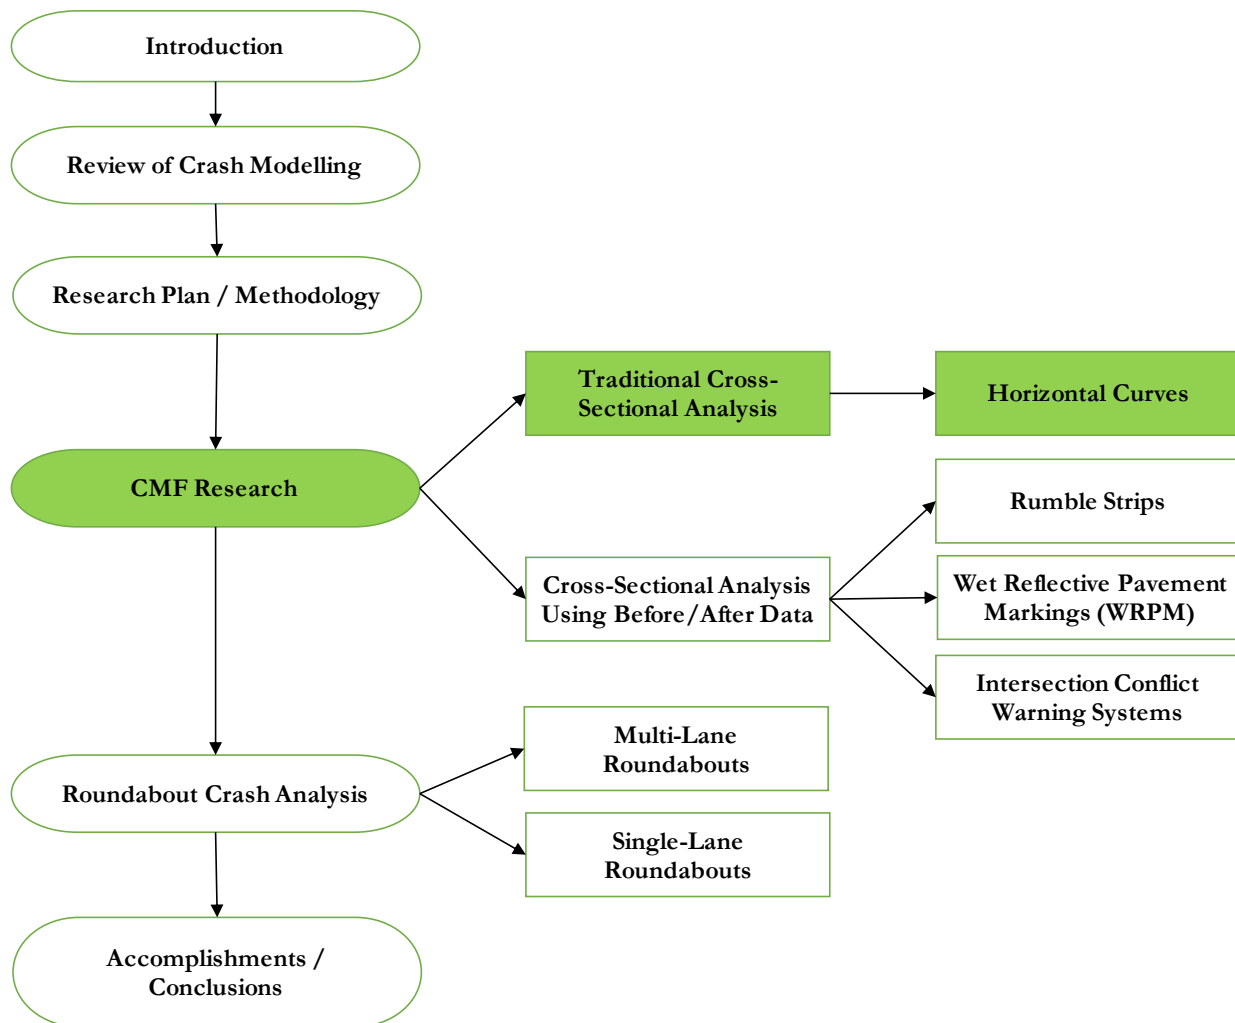 Introduction
Review of Crash Modelling
Research Plan / Methodology
Traditional Cross-
Sectional Analysis
Horizontal Curves
CMF Research
Rumble Strips
Cross-Sectional Analysis
Using Before/After Data
Wet Reflective Pavement
Markings (WRPM)
Intersection Conflict
Warning Systems
Multi-Lane
Roundabouts
Roundabout Crash Analysis
Single-Lane
Roundabouts
Accomplishments /
Conclusions